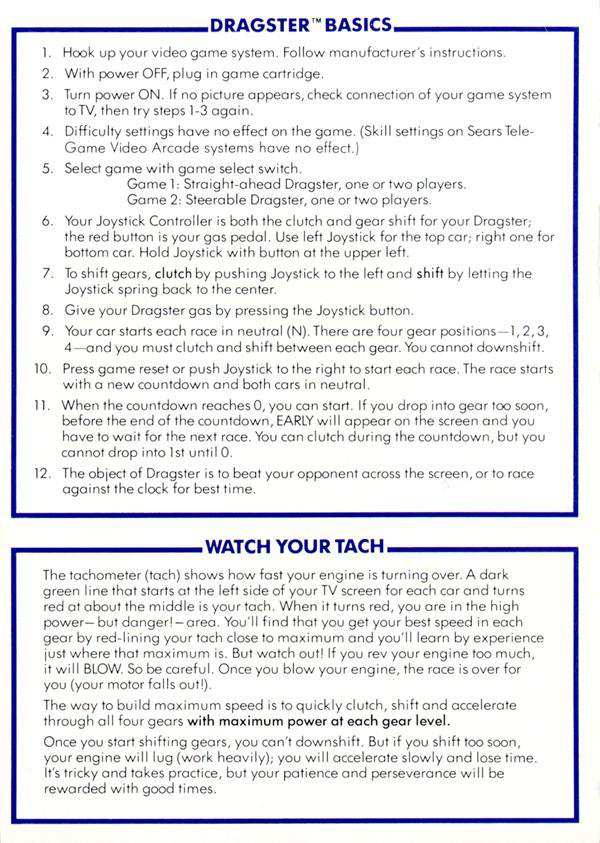 DRAGSTER™ BASICS
1. Hook up your video game system. Follow manufacturer's instructions.
2. With power OFF, plug in game cartridge.
3. Turn power ON. If no picture appears, check connection of your game system
to TV, then try steps 1-3 again.
4. Difficulty settings have no effect on the game. (Skill settings on Sears Tele-
Game Video Arcade systems have no effect.)
5. Select game with game select switch.
Game 1: Straight-ahead Dragster, one or two players.
Game 2: Steerable Dragster, one or two players.
6. Your Joystick Controller is both the clutch and gear shift for your Dragster;
the red button is your gas pedal. Use left Joystick for the top car; right one for
bottom car. Hold Joystick with button at the upper left.
7. To shift gears, clutch by pushing Joystick to the left and shift by letting the
Joystick spring back to the center.
8. Give your Dragster gas by pressing the Joystick button.
9. Your car starts each race in neutral (N). There are four gear positions—1, 2, 3,
4—and you must clutch and shift between each gear. You cannot downshift.
10. Press game reset or push Joystick to the right to start each race. The race starts
with a new countdown and both cars in neutral.
11. When the countdown reaches 0, you can start. If you drop into gear too soon,
before the end of the countdown, EARLY will appear on the screen and you
have to wait for the next race. You can clutch during the countdown, but you
cannot drop into 1st until 0.
12. The object of Dragster is to beat your opponent across the screen, or to race
against the clock for best time.
WATCH YOUR TACH
The tachometer (tach) shows how fast your engine is turning over. A dark
green line that starts at the left side of your TV screen for each car and turns
red at about the middle is your tach. When it turns red, you are in the high
power—but danger!—area. You'll find that you get your best speed in each
gear by red-lining your tach close to maximum and you'll learn by experience
just where that maximum is. But watch out! If you rev your engine too much,
it will BLOW. So be careful. Once you blow your engine, the race is over for
you (your motor falls out!).
The way to build maximum speed is to quickly clutch, shift and accelerate
through all four gears with maximum power at each gear level.
Once you start shifting gears, you can't downshift. But if you shift too soon,
your engine will lug (work heavily); you will accelerate slowly and lose time.
It's tricky and takes practice, but your patience and perseverance will be
rewarded with good times.